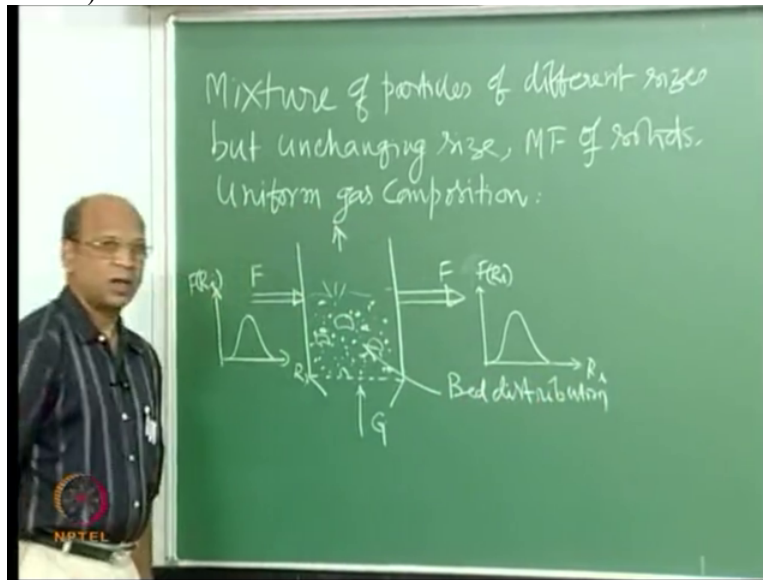 Mixture of particles of different sizes
but unchanging size, MF of solids.
Uniform gas composition:
F(Ri) F F F(Ri)
Ri Ri
Bed distribution
G
NPTEL